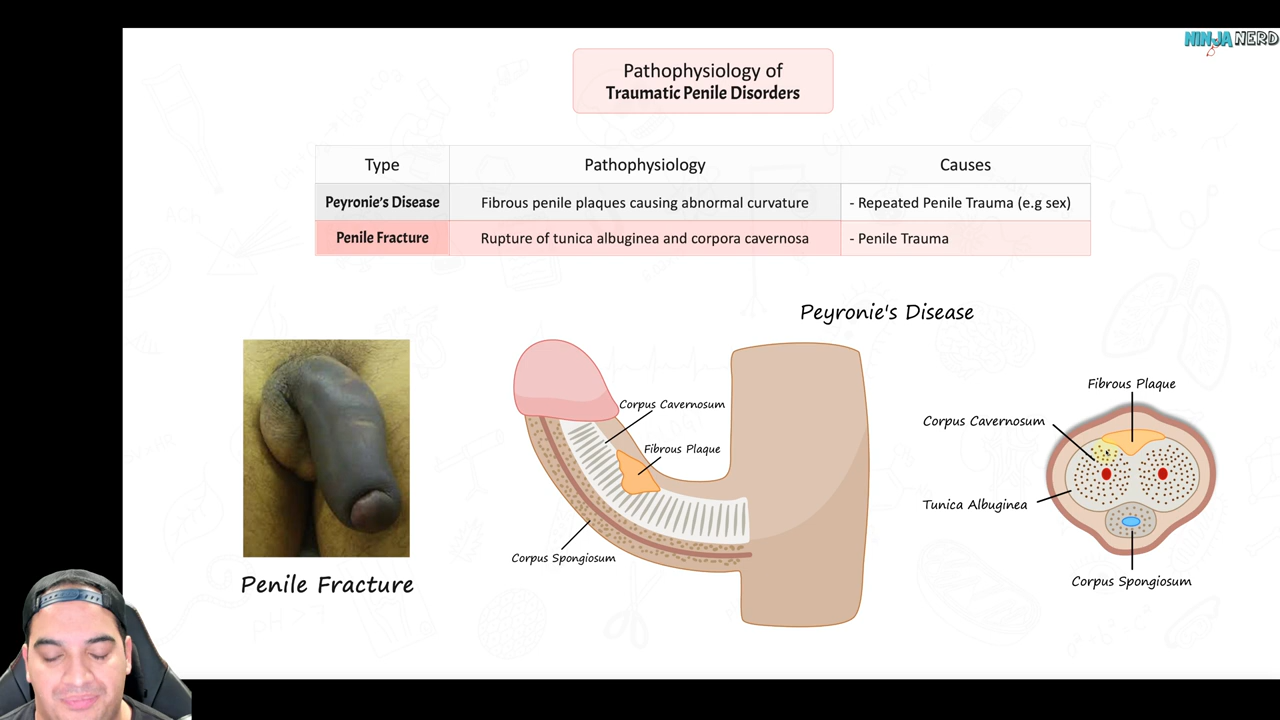 NINJA NERD
Pathophysiology of
Traumatic Penile Disorders
Type Pathophysiology Causes
Peyronie's Disease Fibrous penile plaques causing abnormal curvature - Repeated Penile Trauma (e.g sex)
Penile Fracture Rupture of tunica albuginea and corpora cavernosa - Penile Trauma
Peyronie's Disease
Fibrous Plaque
Corpus Cavernosum
Corpus Cavernosum
Fibrous Plaque
Tunica Albuginea
Corpus Spongiosum
Corpus Spongiosum
Penile Fracture
CHEMISTRY
ACh